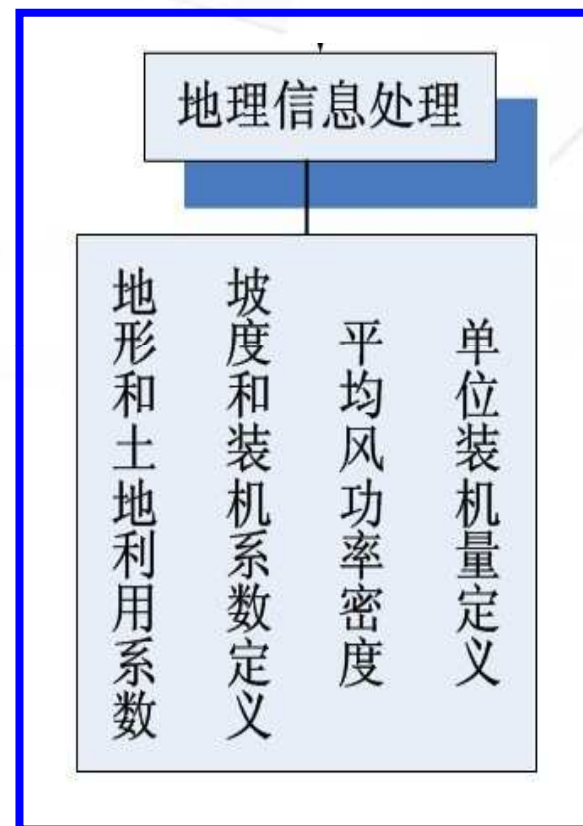 地理信息处理
地形和土地利用系数
坡度和装机系数定义
平均风功率密度
单位装机量定义